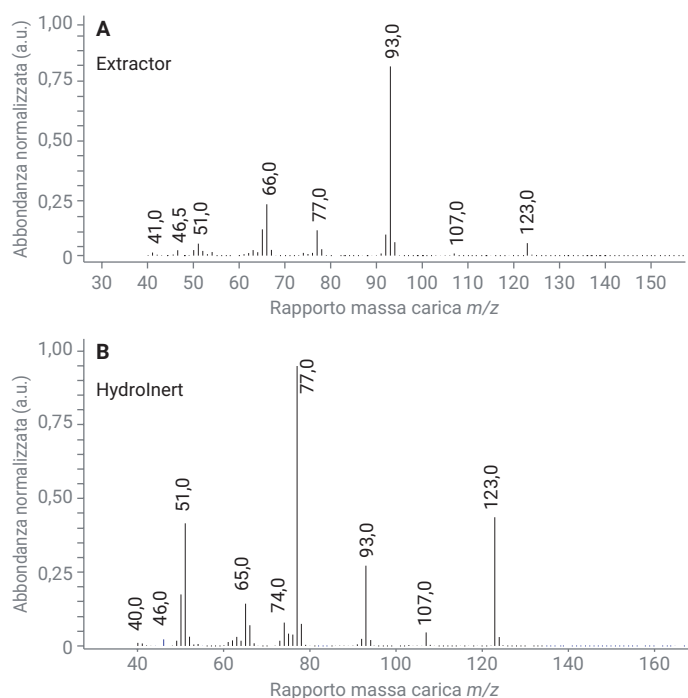 A
Extractor
Abbondanza normalizzata (a.u.)
1,00
0,75
0,50
0,25
0
41,0
46,5
51,0
66,0
77,0
93,0
107,0
123,0
30 40 50 60 70 80 90 100 110 120 130 140 150
Rapporto massa carica m/z
B
HydroInert
Abbondanza normalizzata (a.u.)
1,00
0,75
0,50
0,25
0
40,0
46,0
51,0
65,0
74,0
77,0
93,0
107,0
123,0
40 60 80 100 120 140 160
Rapporto massa carica m/z